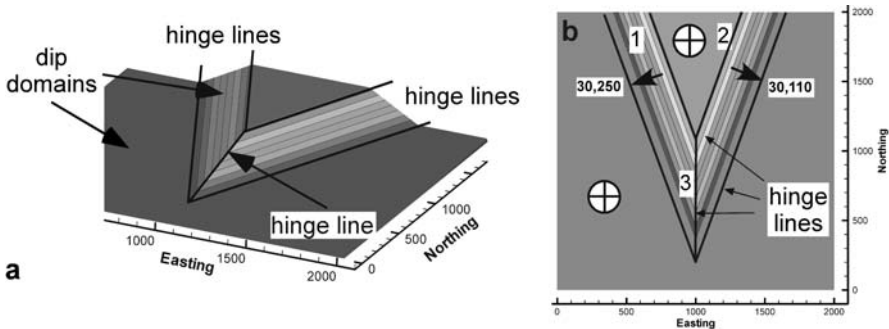 hinge lines
dip
domains
hinge lines
hinge line
1000
1500
2000
Easting
0
500
1000
Northing
a
b
1
2
30,250
30,110
3
hinge
lines
2000
1500
1000
500
0
Northing
0
500
1000
1500
2000
Easting